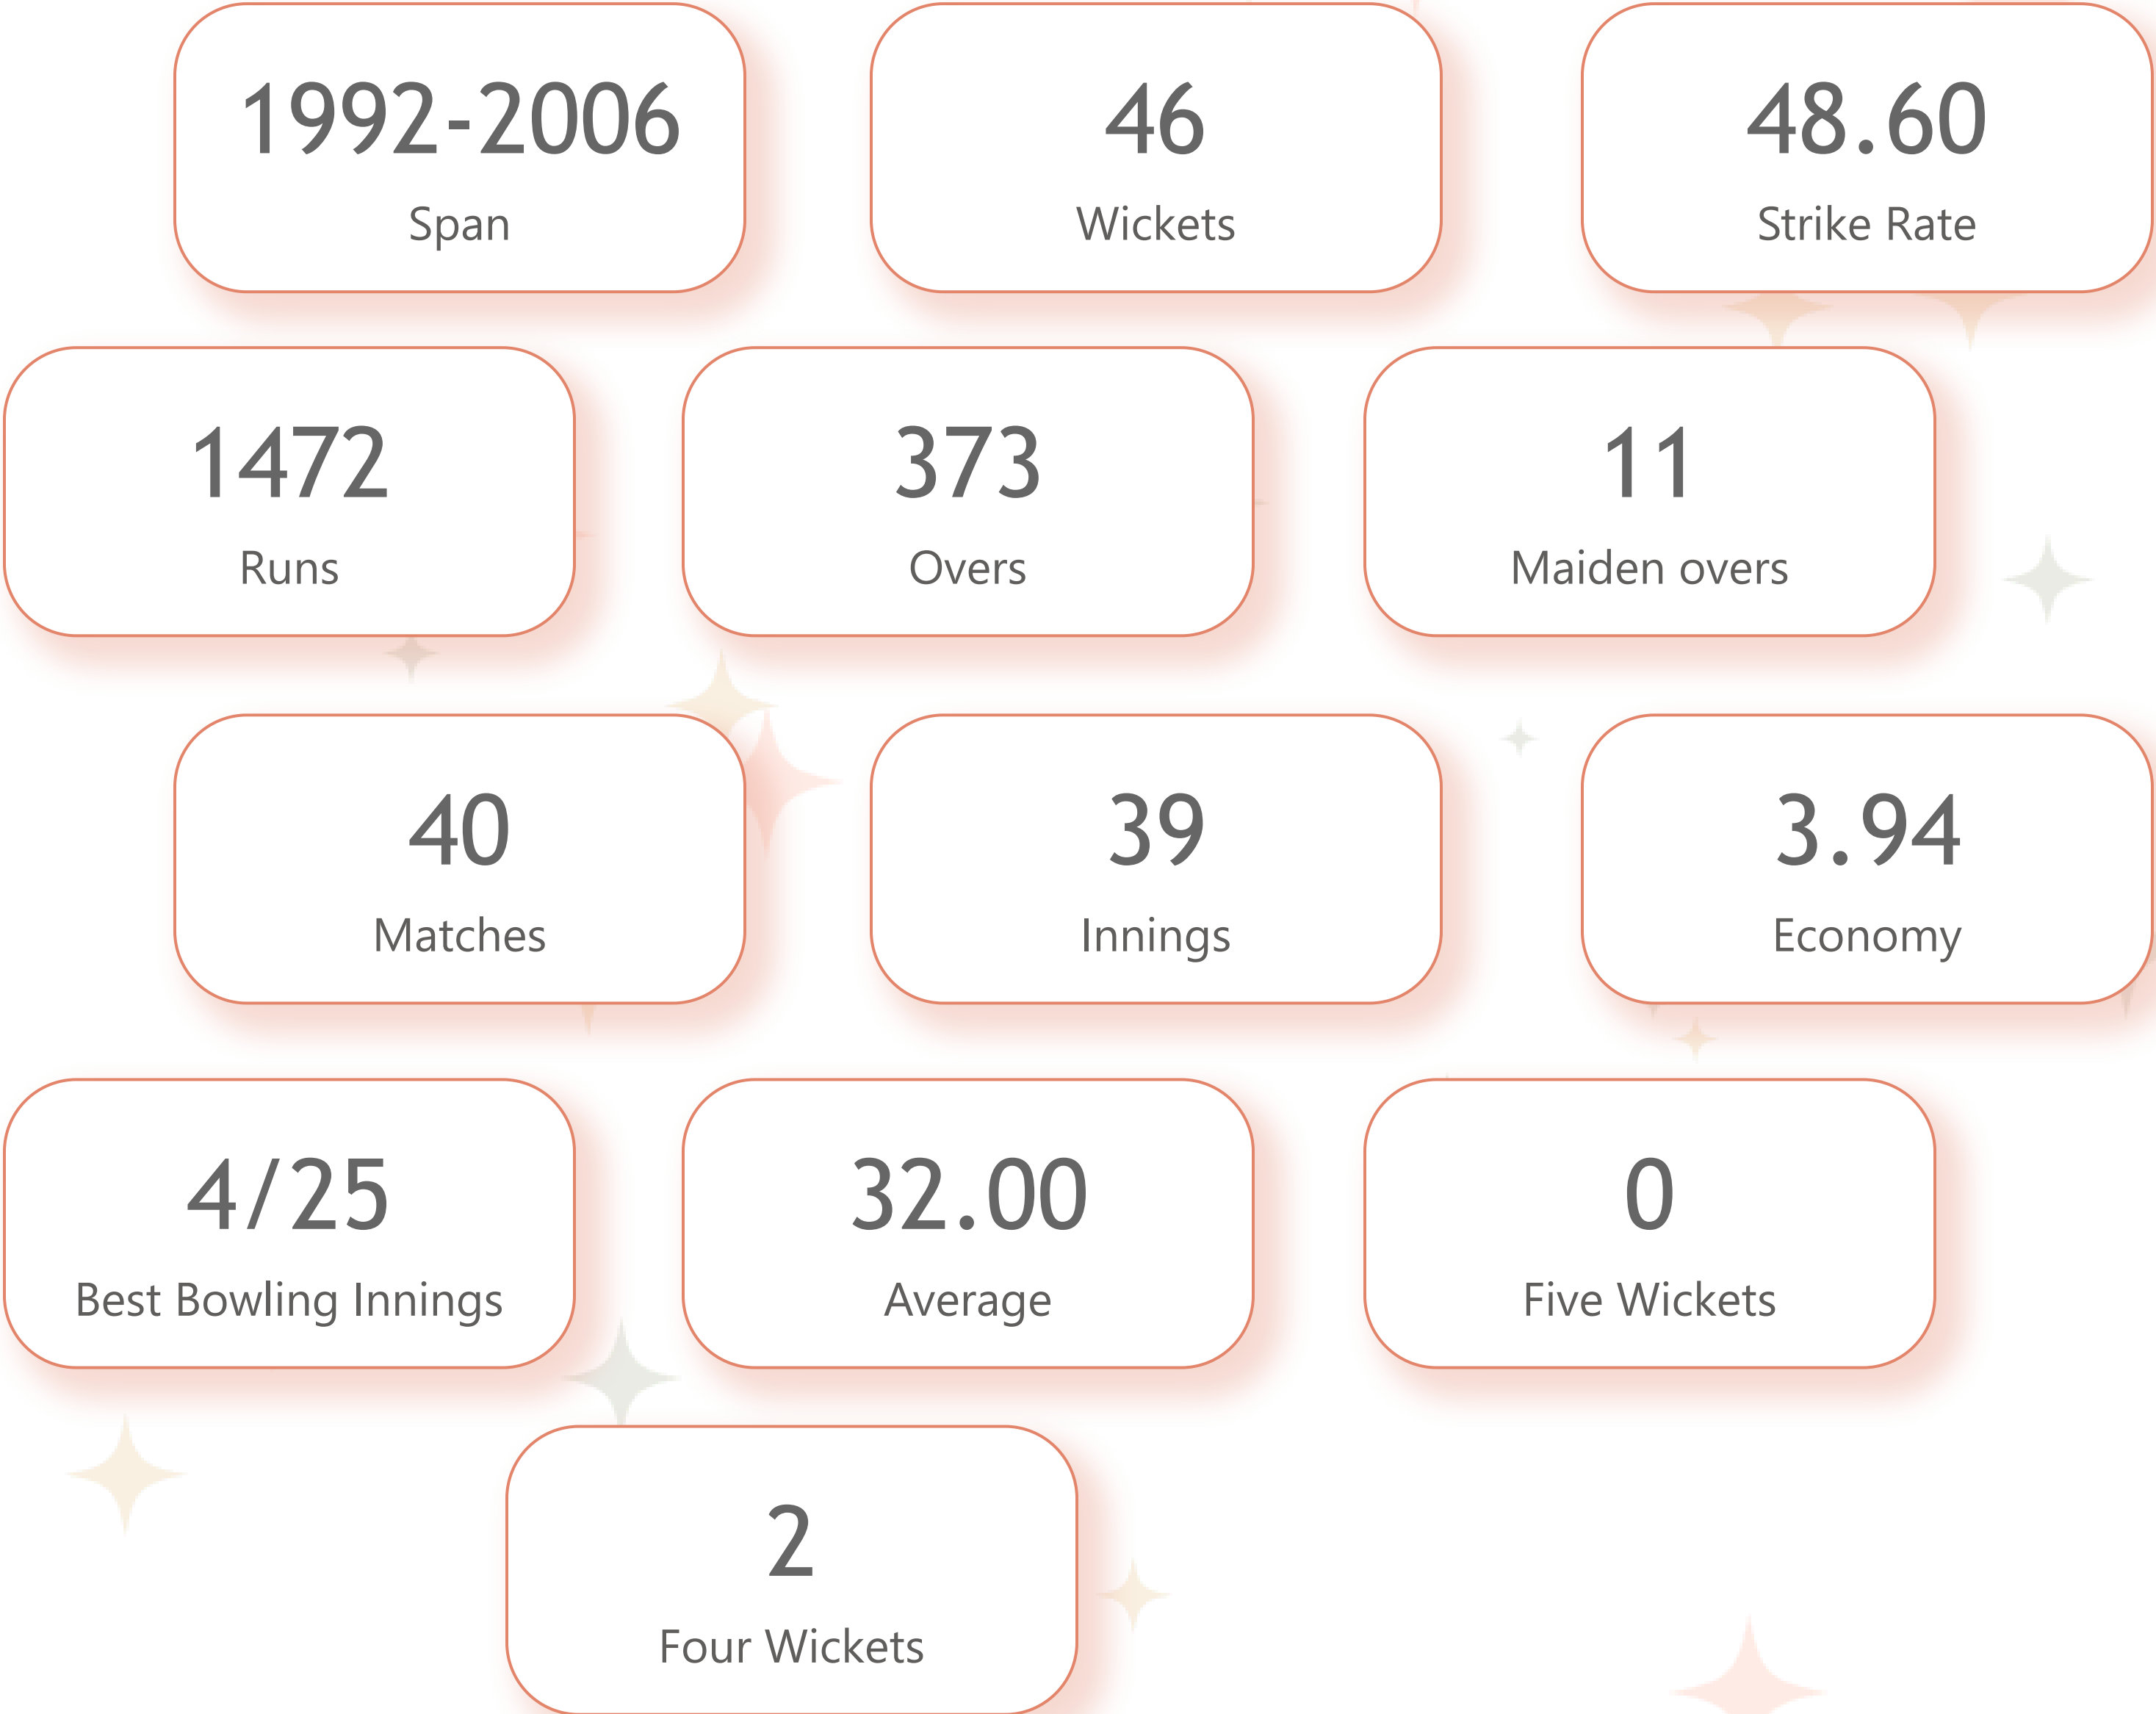 1992-2006
Span
46
Wickets
48.60
Strike Rate
1472
Runs
373
Overs
11
Maiden overs
40
Matches
39
Innings
3.94
Economy
4/25
Best Bowling Innings
32.00
Average
0
Five Wickets
2
Four Wickets